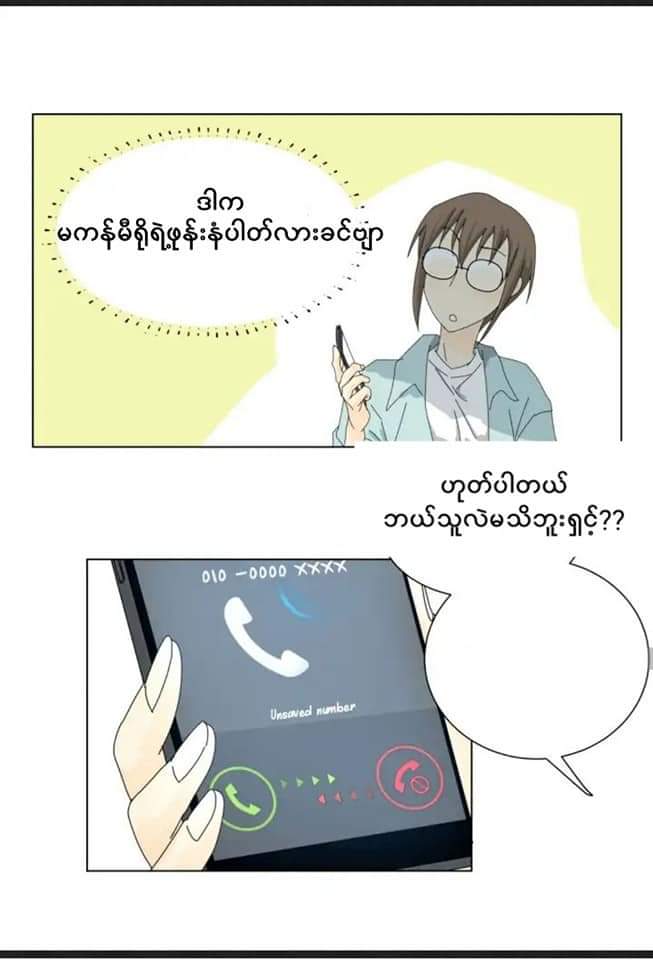 ဒါက
မကန်မီရိုရဲ့ဖုန်းနံပါတ်လားခင်ဗျာ
ဟုတ်ပါတယ်
ဘယ်သူလဲမသိဘူးရှင့်??
010 -0000 XXXX
Unsaved number